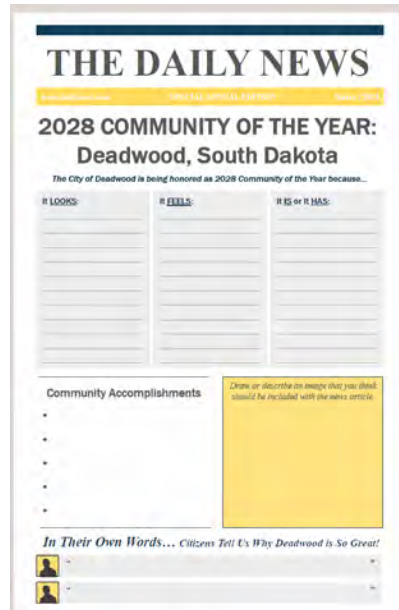 THE DAILY NEWS
SPECIAL ANNUAL EDITION
2028 COMMUNITY OF THE YEAR:
Deadwood, South Dakota
The City of Deadwood is being honored as 2028 Community of the Year because...
It LOOKS:
It FEELS:
It IS or It HAS:
Community Accomplishments
Draw or describe an image that you think
should be included with the news article.
In Their Own Words... Citizens Tell Us Why Deadwood is So Great!